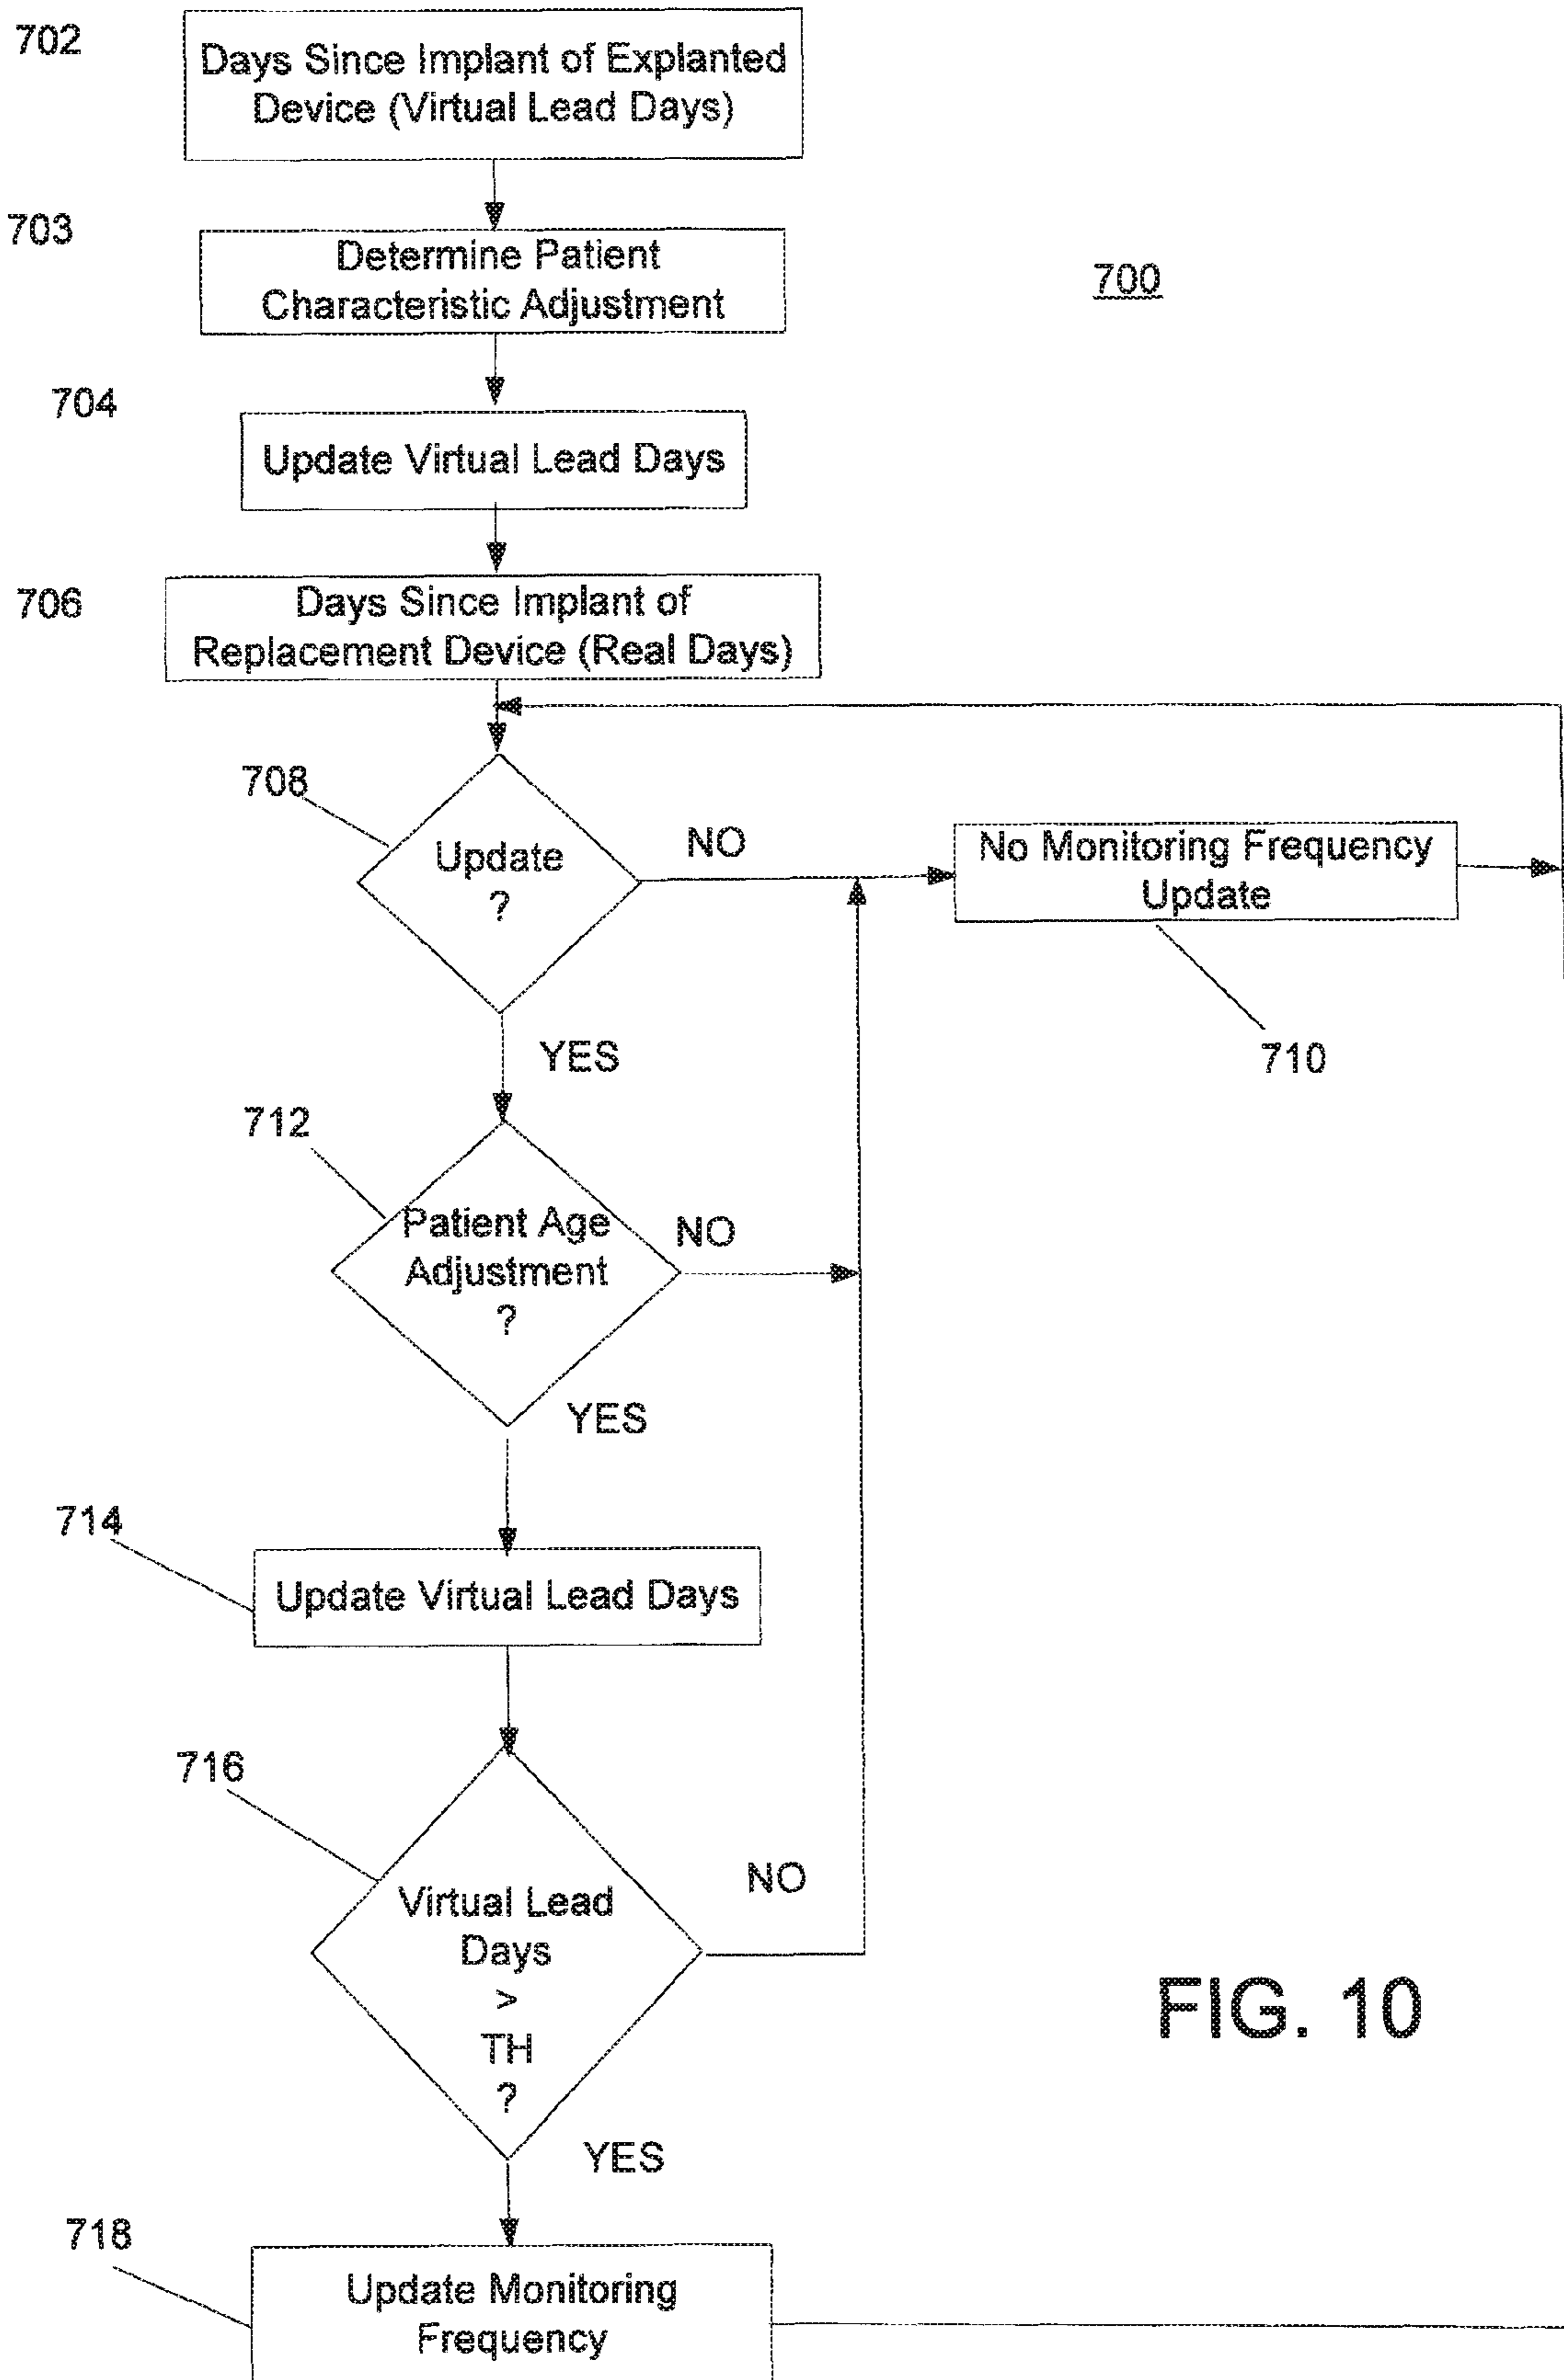 702
Days Since Implant of Explanted
Device (Virtual Lead Days)
703
Determine Patient
Characteristic Adjustment
700
704
Update Virtual Lead Days
706
Days Since Implant of
Replacement Device (Real Days)
708
Update
?
NO
No Monitoring Frequency
Update
710
YES
712
Patient Age
Adjustment
?
NO
YES
714
Update Virtual Lead Days
716
Virtual Lead
Days
>
TH
?
NO
FIG. 10
YES
718
Update Monitoring
Frequency